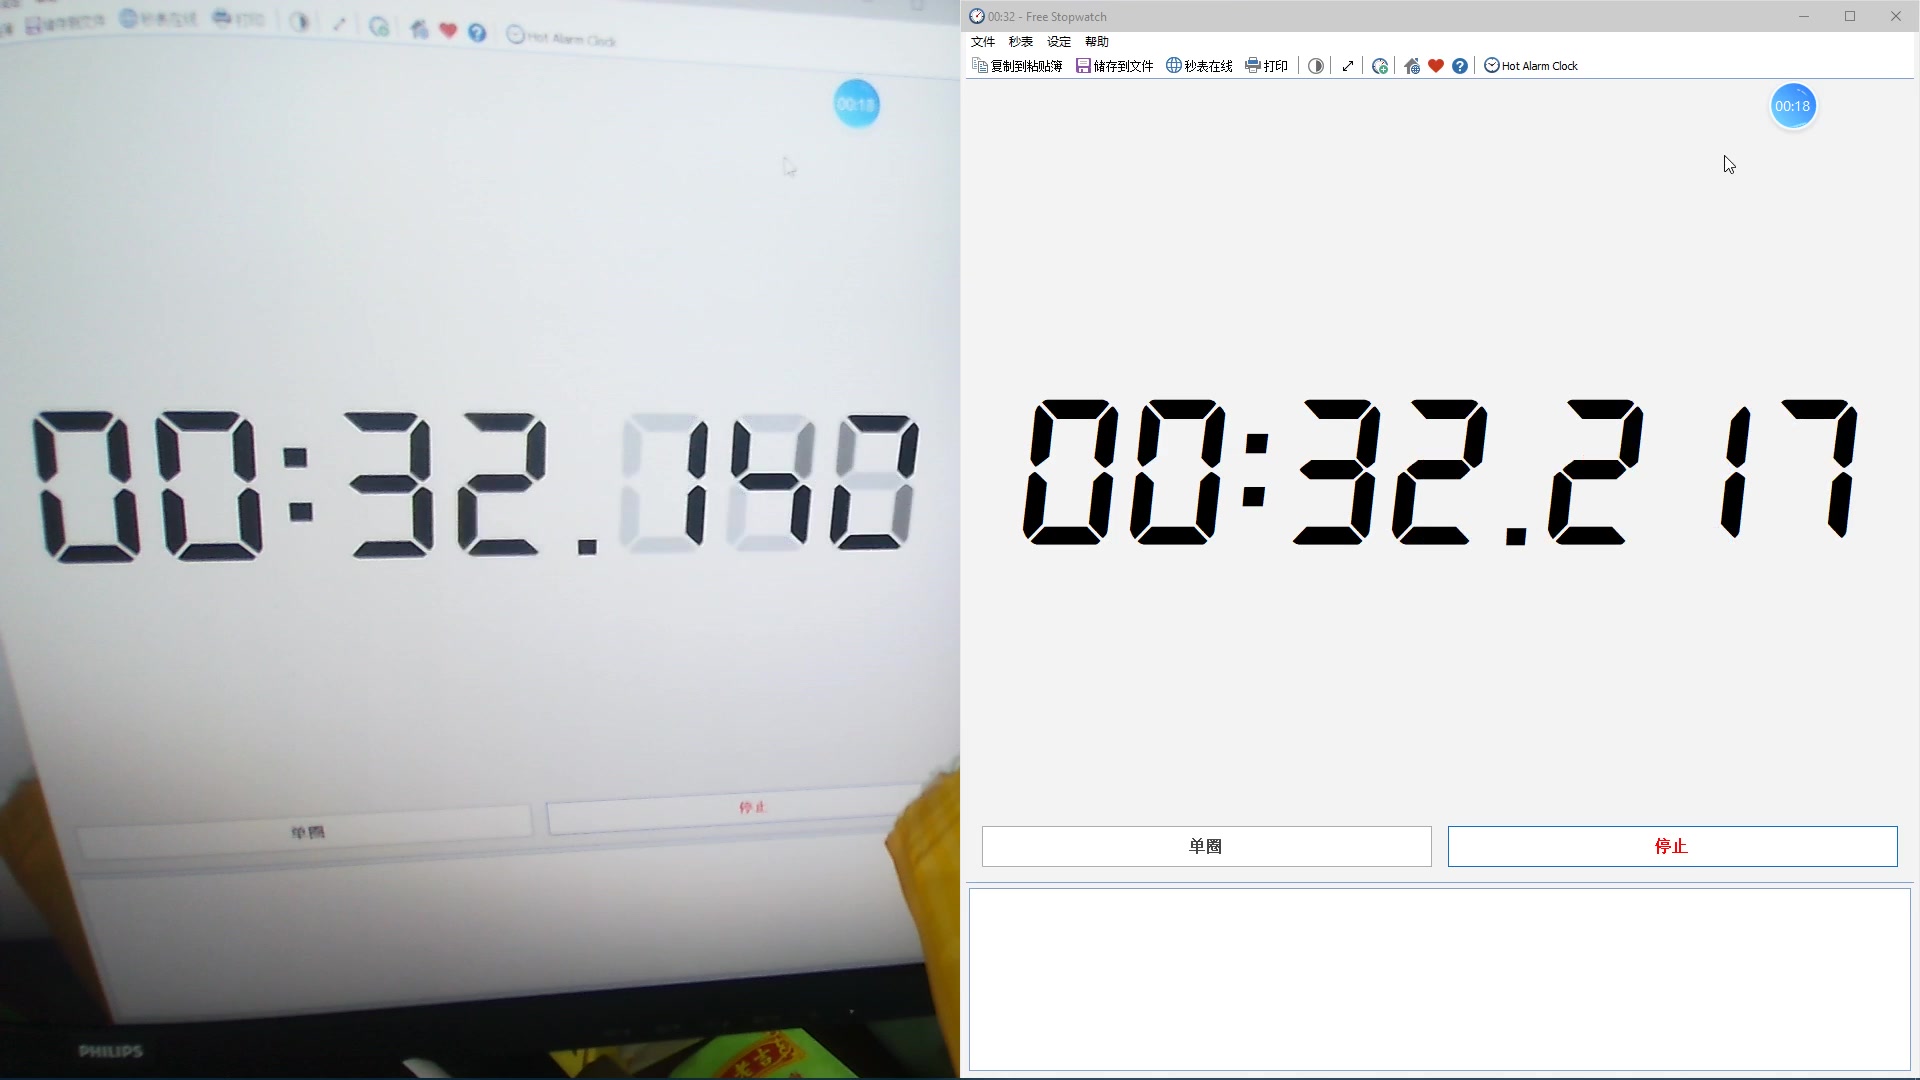 储存到文件 秒表在线 打印 Hot Alarm Clock
00:18
单圈 停止
PHILIPS
00:32 - Free Stopwatch
文件 秒表 设定 帮助
复制到粘贴簿 储存到文件 秒表在线 打印 Hot Alarm Clock
00:18
00:32.217
单圈 停止